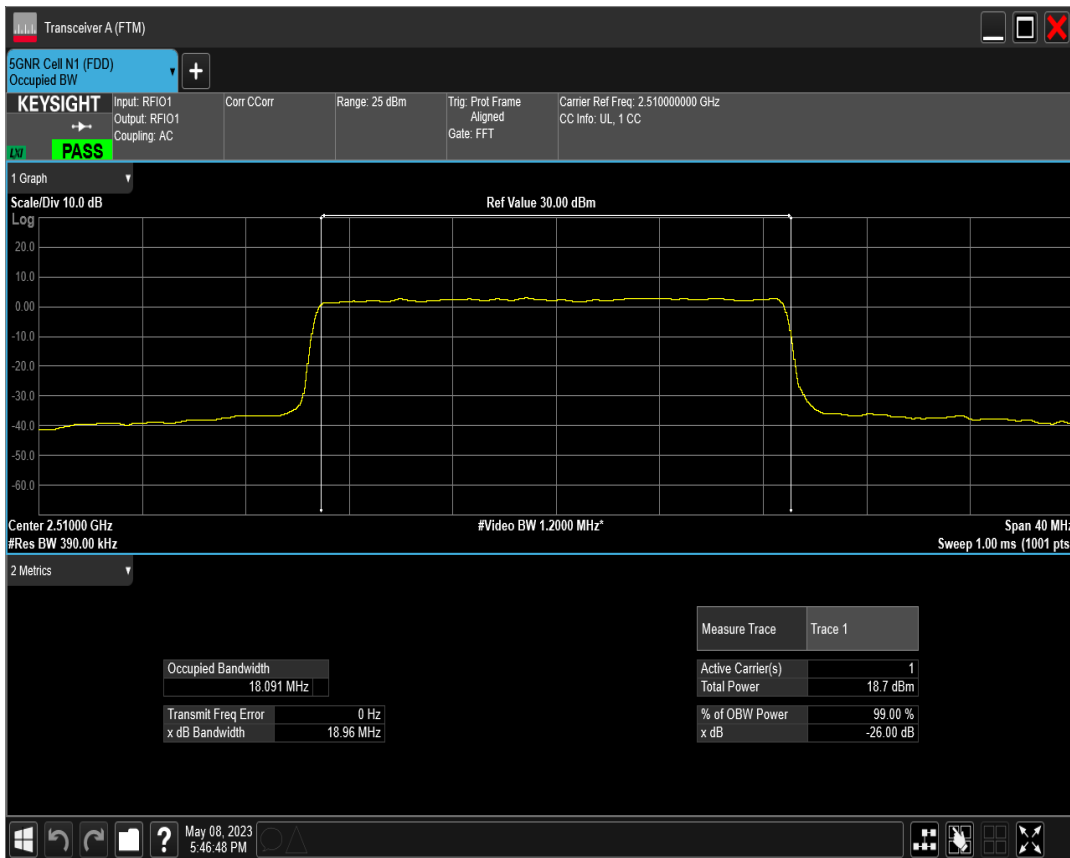 Transceiver A (FTM)
5GNR Cell N1 (FDD)
Occupied BW
+
KEYSIGHT
LXI
PASS
Input: RFIO1
Output: RFIO1
Coupling: AC
Corr CCorr
Range: 25 dBm
Trig: Prot Frame
Aligned
Gate: FFT
Carrier Ref Freq: 2.510000000 GHz
CC Info: UL, 1 CC
1 Graph
Scale/Div 10.0 dB
Ref Value 30.00 dBm
Log
20.0
10.0
0.00
-10.0
-20.0
-30.0
-40.0
-50.0
-60.0
Center 2.51000 GHz
#Video BW 1.2000 MHz*
Span 40 MHz
#Res BW 390.00 kHz
Sweep 1.00 ms (1001 pts
2 Metrics
Measure Trace Trace 1
Occupied Bandwidth
18.091 MHz
Active Carrier(s) 1
Total Power 18.7 dBm
Transmit Freq Error 0 Hz
x dB Bandwidth 18.96 MHz
% of OBW Power 99.00 %
x dB -26.00 dB
?
May 08, 2023
5:46:48 PM